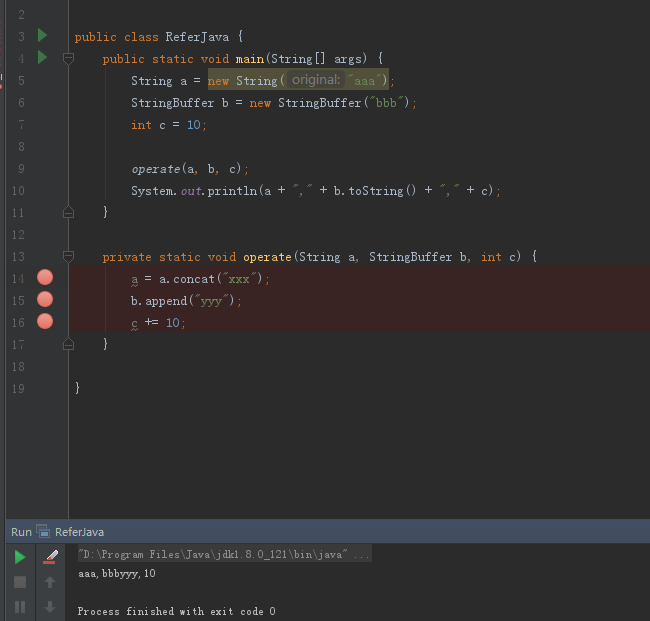 2
3 public class ReferJava {
4 public static void main(String[] args) {
5 String a = new String( original: "aaa");
6 StringBuffer b = new StringBuffer("bbb");
7 int c = 10;
8
9 operate(a, b, c);
10 System.out.println(a + "," + b.toString() + "," + c);
11 }
12
13 private static void operate(String a, StringBuffer b, int c) {
14 a = a.concat("xxx");
15 b.append("yyy");
16 c += 10;
17 }
18
19 }
Run ReferJava
"D:\Program Files\Java\jdk1.8.0_121\bin\java" ...
aaa,bbbyyy,10
Process finished with exit code 0